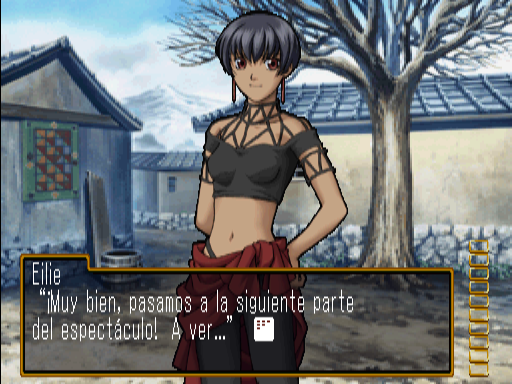 Eilie
“¡Muy bien, pasamos a la siguiente parte
del espectáculo! A ver...”